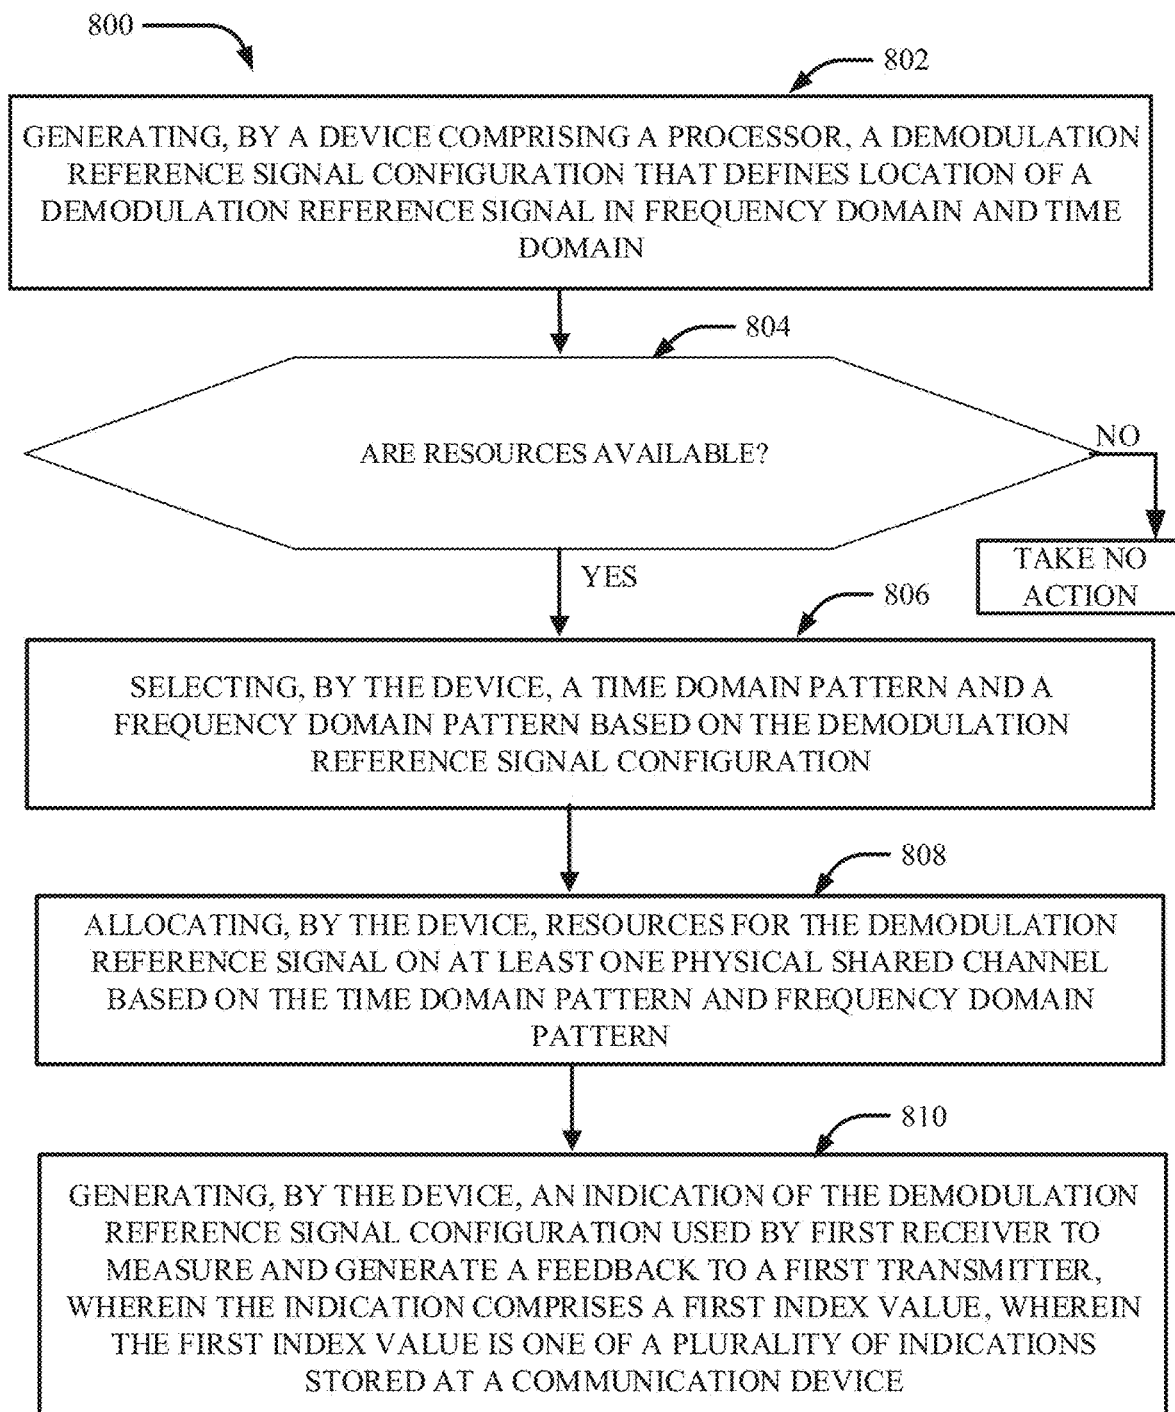 800
802
GENERATING, BY A DEVICE COMPRISING A PROCESSOR, A DEMODULATION
REFERENCE SIGNAL CONFIGURATION THAT DEFINES LOCATION OF A
DEMODULATION REFERENCE SIGNAL IN FREQUENCY DOMAIN AND TIME
DOMAIN
804
ARE RESOURCES AVAILABLE?
NO
TAKE NO
ACTION
YES
806
SELECTING, BY THE DEVICE, A TIME DOMAIN PATTERN AND A
FREQUENCY DOMAIN PATTERN BASED ON THE DEMODULATION
REFERENCE SIGNAL CONFIGURATION
808
ALLOCATING, BY THE DEVICE, RESOURCES FOR THE DEMODULATION
REFERENCE SIGNAL ON AT LEAST ONE PHYSICAL SHARED CHANNEL
BASED ON THE TIME DOMAIN PATTERN AND FREQUENCY DOMAIN
PATTERN
810
GENERATING, BY THE DEVICE, AN INDICATION OF THE DEMODULATION
REFERENCE SIGNAL CONFIGURATION USED BY FIRST RECEIVER TO
MEASURE AND GENERATE A FEEDBACK TO A FIRST TRANSMITTER,
WHEREIN THE INDICATION COMPRISES A FIRST INDEX VALUE, WHEREIN
THE FIRST INDEX VALUE IS ONE OF A PLURALITY OF INDICATIONS
STORED AT A COMMUNICATION DEVICE